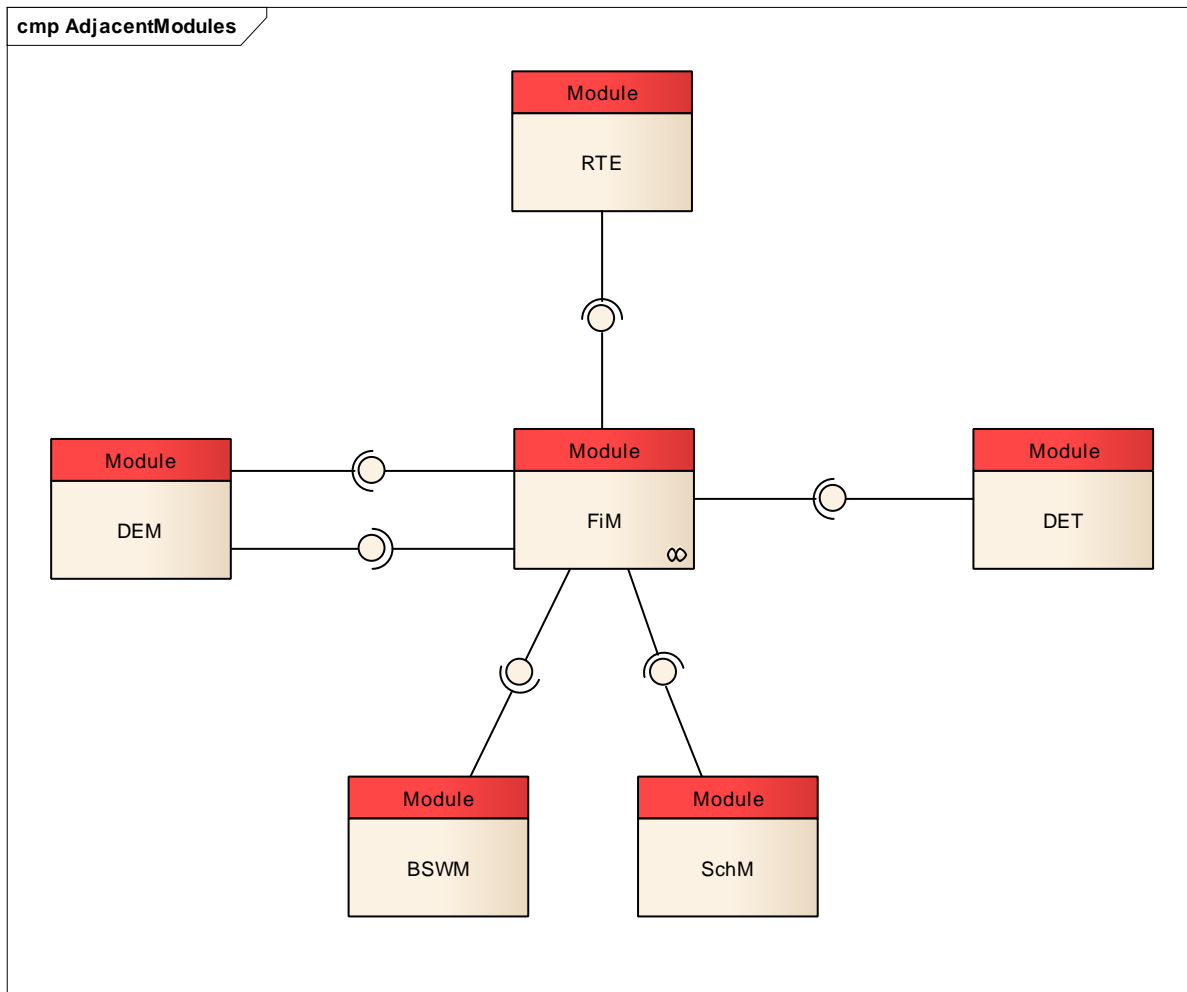 cmp AdjacentModules
Module
RTE
Module
DEM
Module
FiM
Module
DET
Module
BSWM
Module
SchM